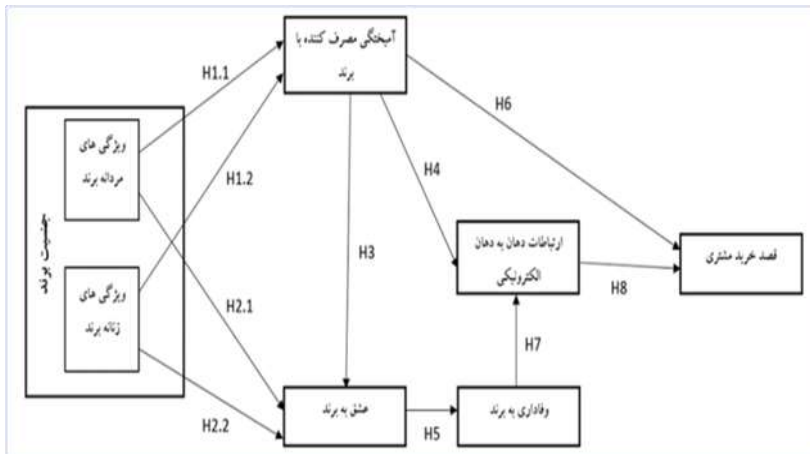 آمیختگی مصرف کننده با
برند
H1.1
H6
ویژگی های
مردانه برند
H1.2
H4
جنسیت برند
ارتباطات دهان به دهان
الکترونیکی
قصد خرید مشتری
H3
H8
ویژگی های
زنانه برند
H2.1
H7
عشق به برند
وفاداری به برند
H5
H2.2